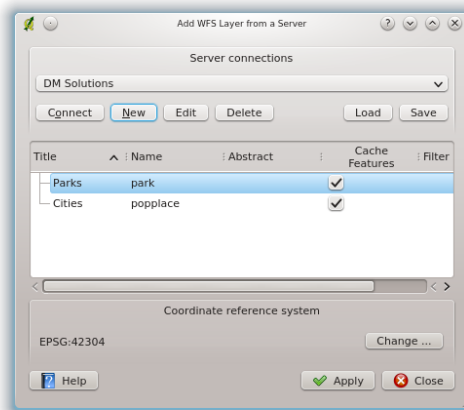 Add WFS Layer from a Server
Server connections
DM Solutions
Connect New Edit Delete Load Save
Title Name Abstract Cache Features Filter
Parks park
Cities popplace
Coordinate reference system
EPSG:42304
Change ...
Help Apply Close